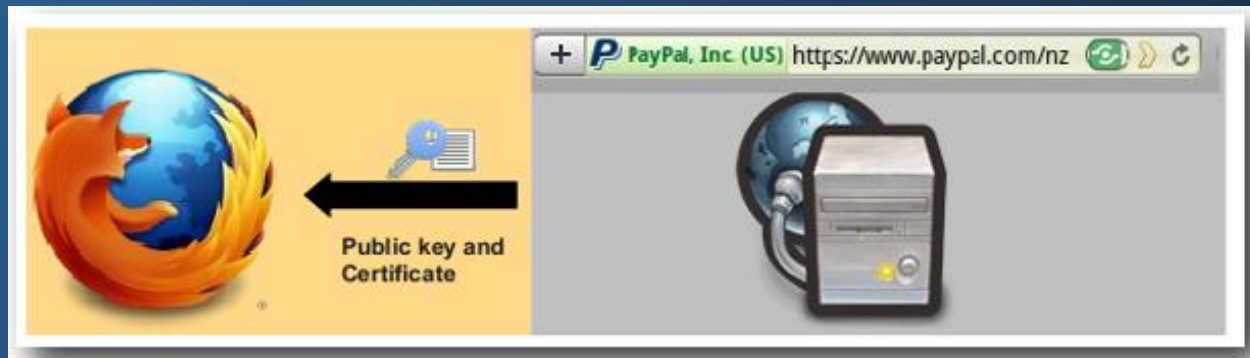 PayPal, Inc. (US) https://www.paypal.com/nz
Public key and
Certificate